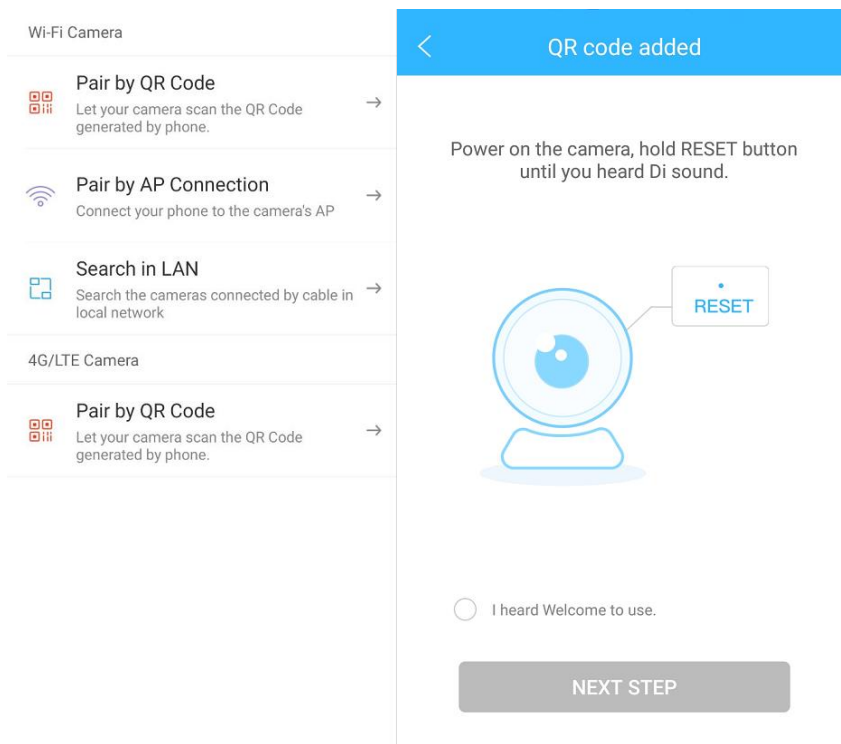 Wi-Fi Camera
Pair by QR Code
Let your camera scan the QR Code
generated by phone.
Pair by AP Connection
Connect your phone to the camera's AP
Search in LAN
Search the cameras connected by cable in
local network
4G/LTE Camera
Pair by QR Code
Let your camera scan the QR Code
generated by phone.
QR code added
Power on the camera, hold RESET button
until you heard Di sound.
RESET
I heard Welcome to use.
NEXT STEP